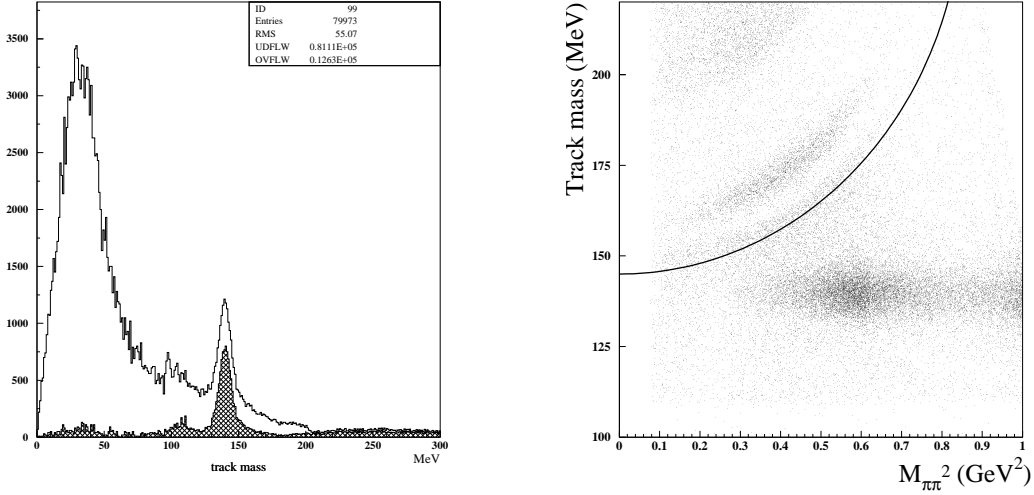 ID 99
Entries 79973
RMS 55.07
UDFLW 0.8111E+05
OVFLW 0.1263E+05
3500
3000
2500
2000
1500
1000
500
0
0 50 100 150 200 250 300
MeV
track mass
Track mass (MeV)
200
175
150
125
100
0 0.1 0.2 0.3 0.4 0.5 0.6 0.7 0.8 0.9 1
Mππ² (GeV²)